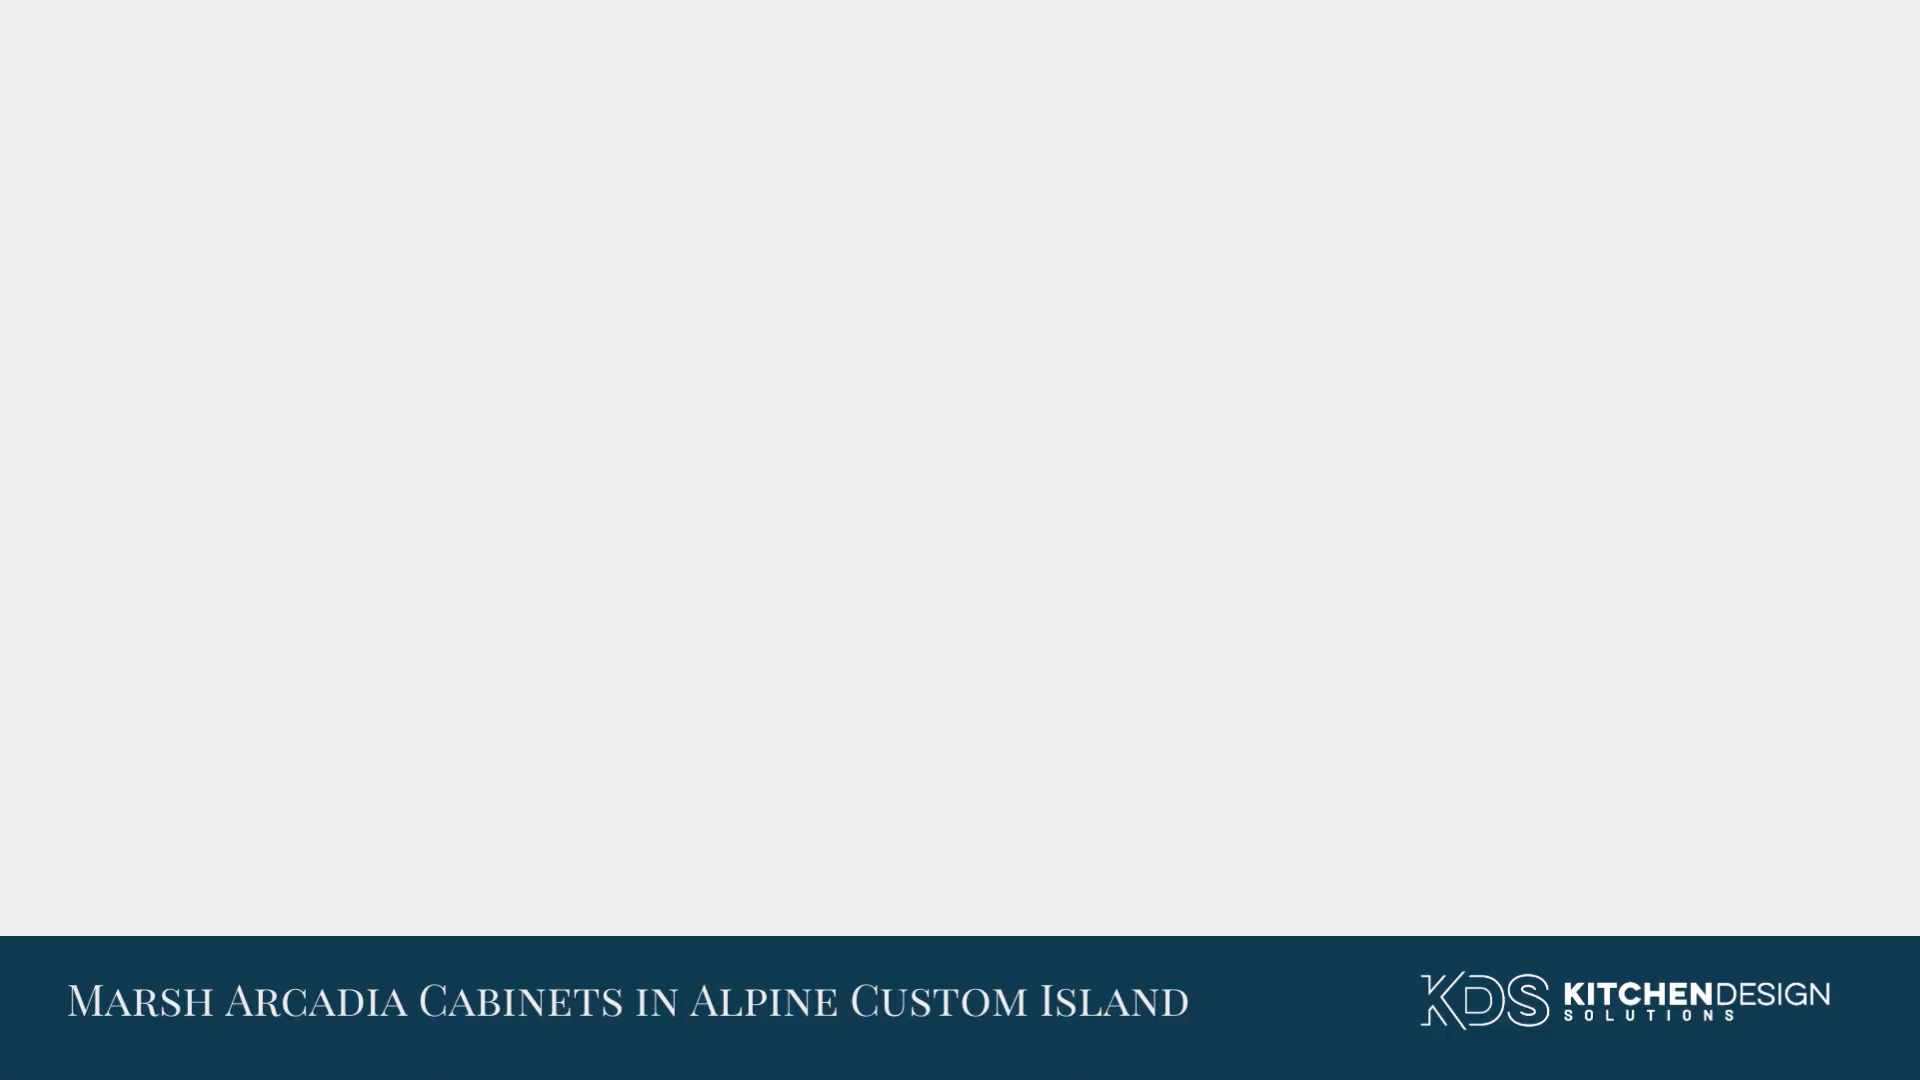 Marsh Arcadia Cabinets in Alpine Custom Island
KDS KITCHENDESIGN
SOLUTIONS